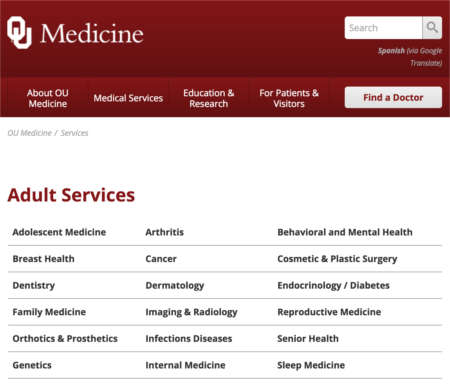 OU Medicine
Search
Spanish (via Google
Translate)
About OU
Medicine
Medical Services
Education &
Research
For Patients &
Visitors
Find a Doctor
OU Medicine / Services
Adult Services
Adolescent Medicine Arthritis Behavioral and Mental Health
Breast Health Cancer Cosmetic & Plastic Surgery
Dentistry Dermatology Endocrinology / Diabetes
Family Medicine Imaging & Radiology Reproductive Medicine
Orthotics & Prosthetics Infections Diseases Senior Health
Genetics Internal Medicine Sleep Medicine